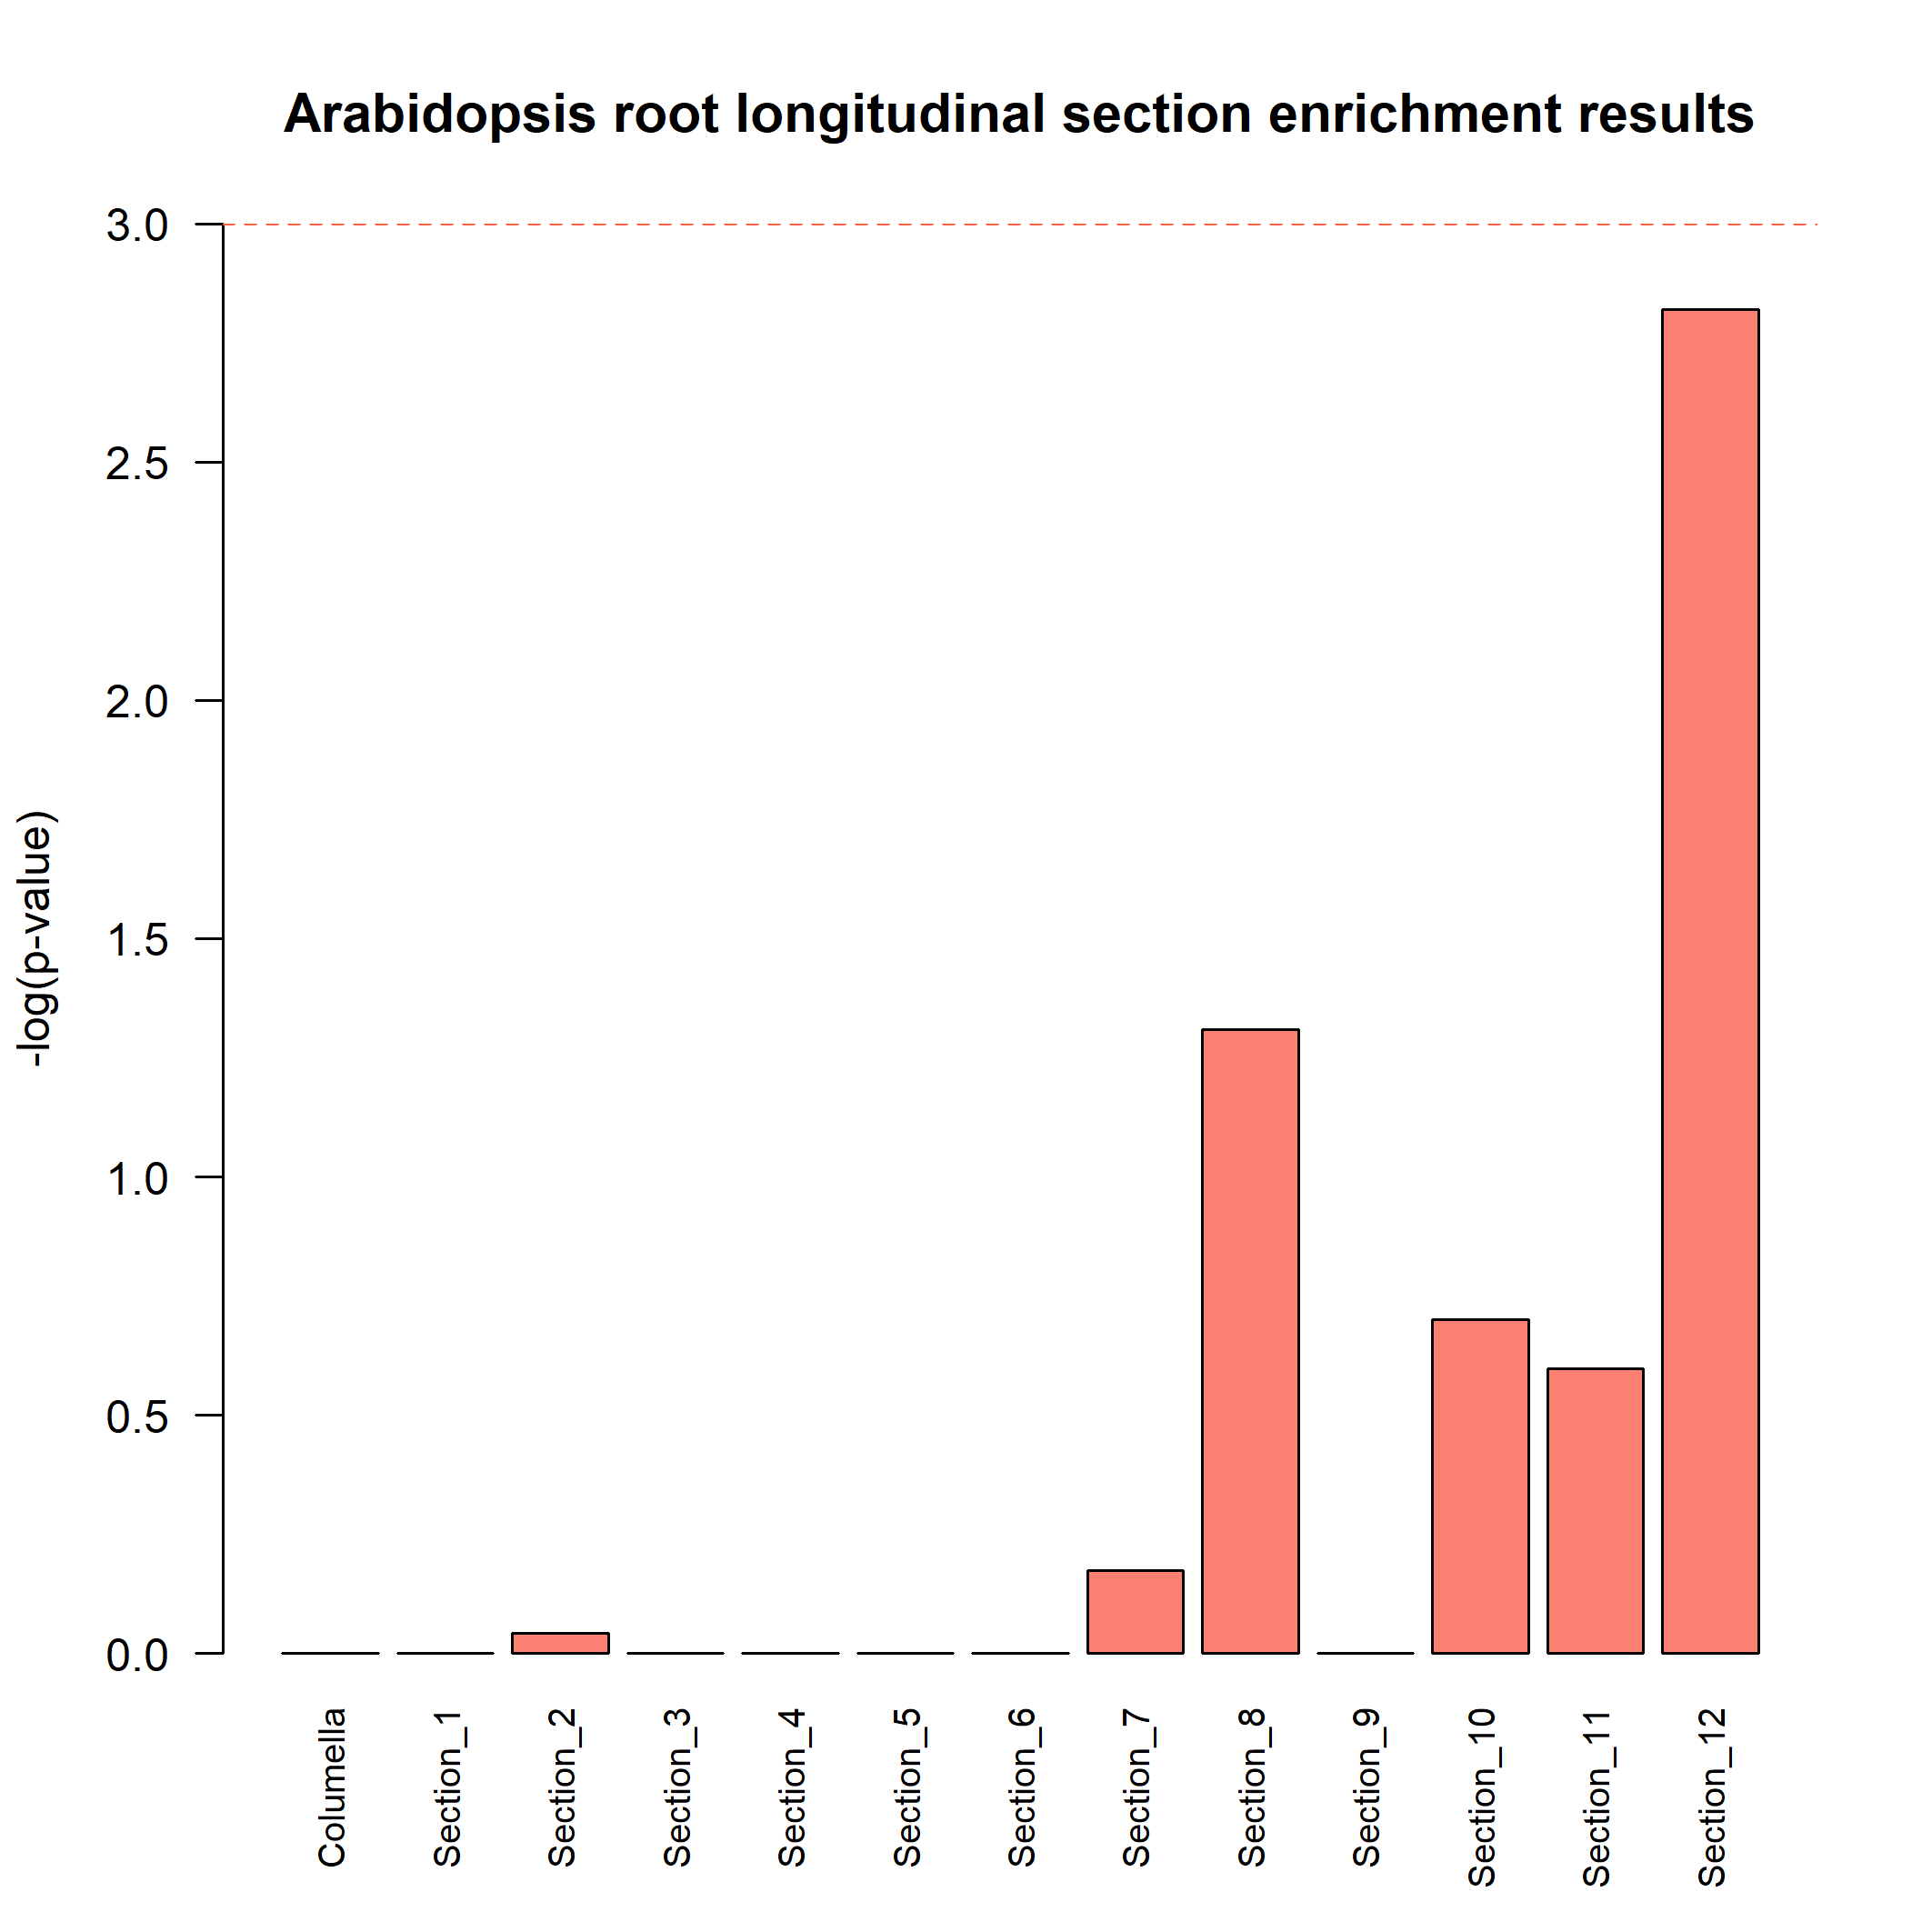 Arabidopsis root longitudinal section enrichment results
3.0
2.5
2.0
1.5
1.0
0.5
0.0
-log(p-value)
Columella
Section_1
Section_2
Section_3
Section_4
Section_5
Section_6
Section_7
Section_8
Section_9
Section_10
Section_11
Section_12